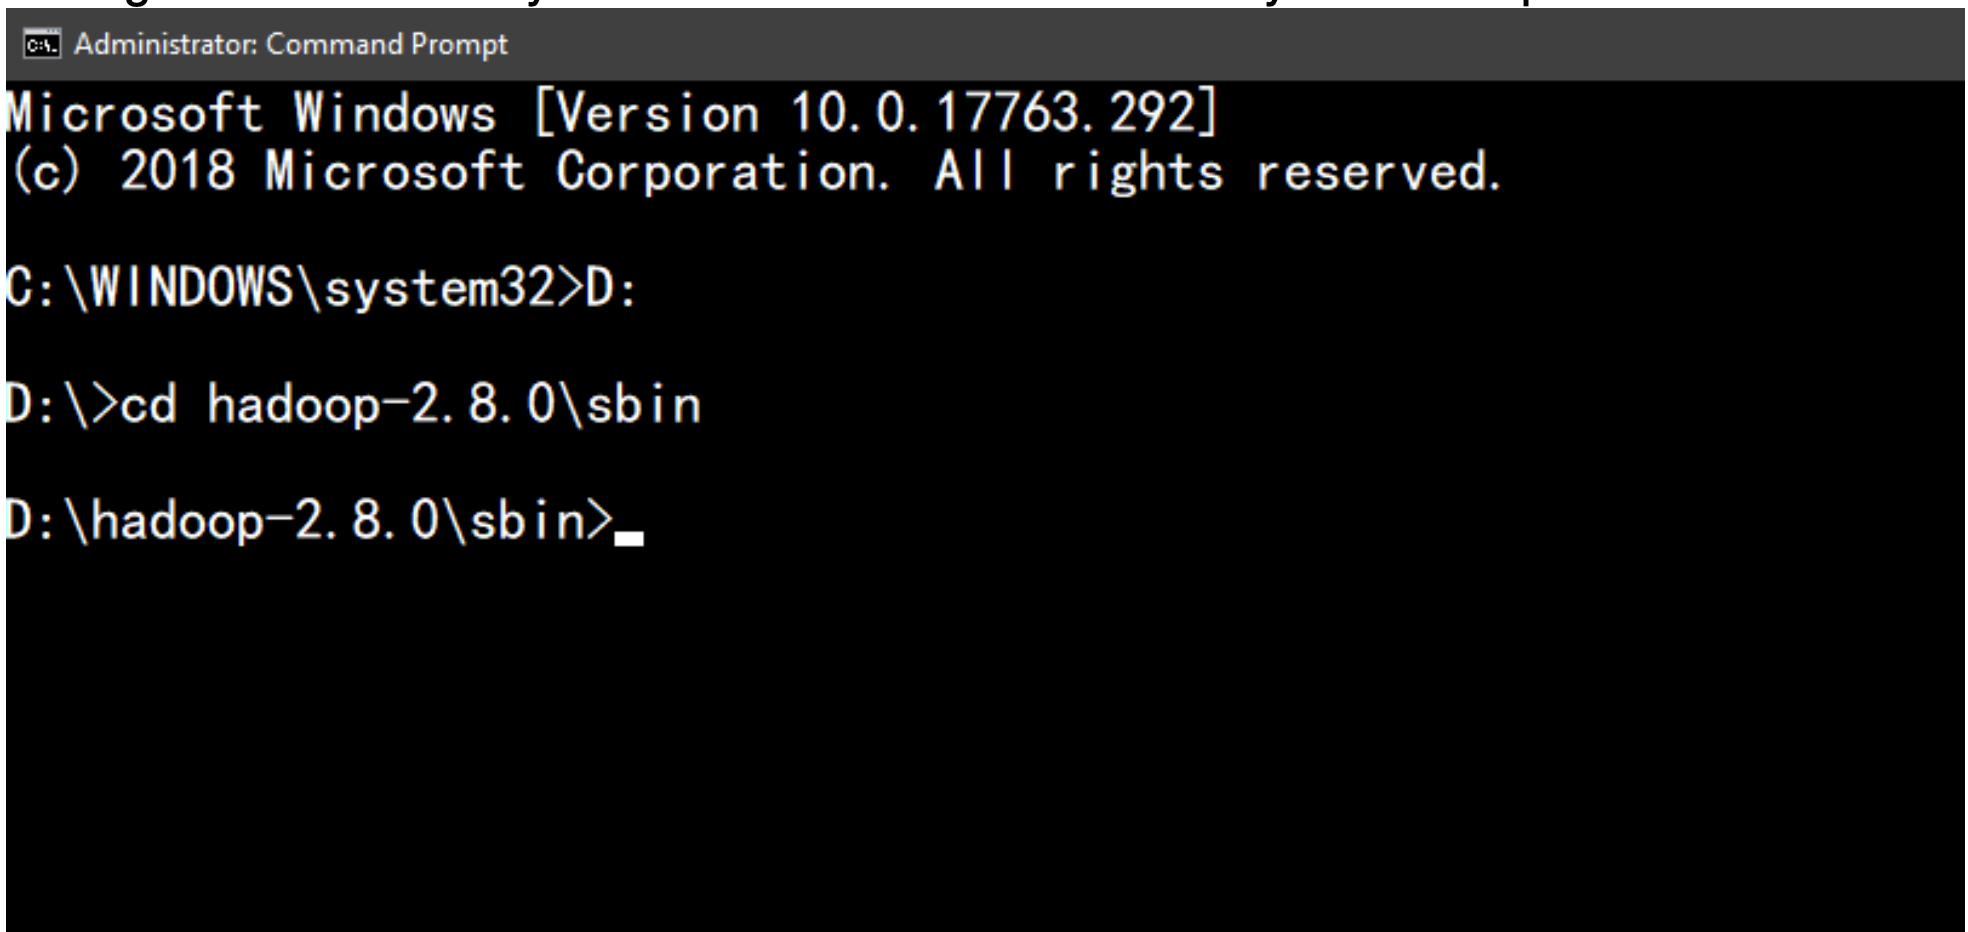 Administrator: Command Prompt
Microsoft Windows [Version 10.0.17763.292]
(c) 2018 Microsoft Corporation. All rights reserved.
C:\WINDOWS\system32>D:
D:\>cd hadoop-2.8.0\sbin
D:\hadoop-2.8.0\sbin>